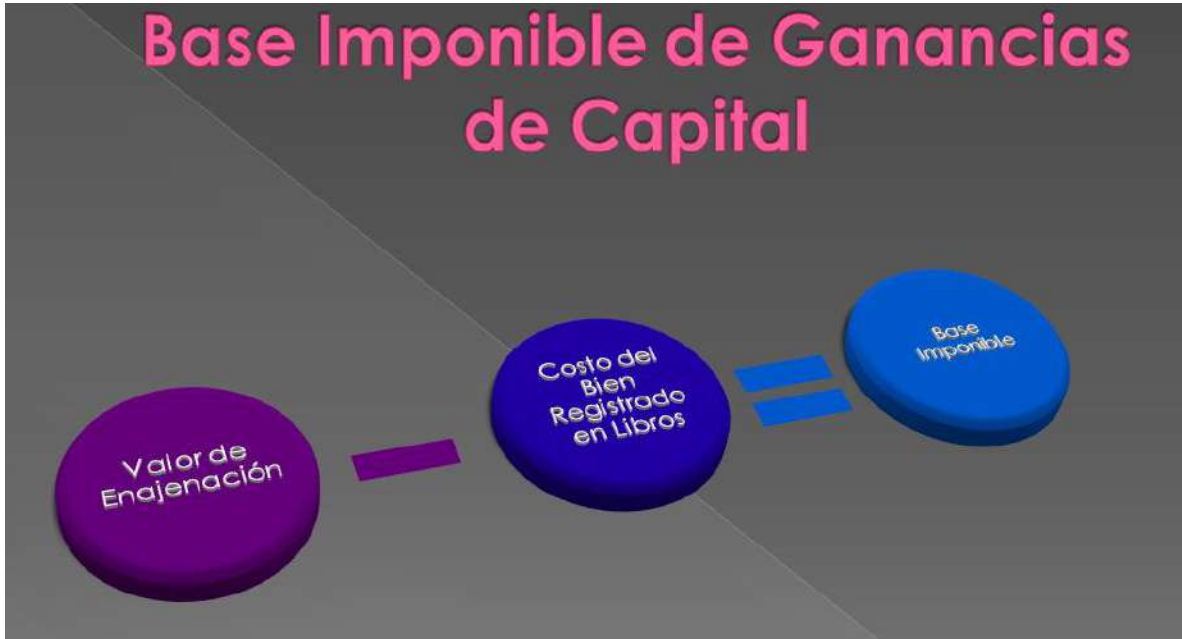 Base Imponible de Ganancias
de Capital
Valor de
Enajenación
Costo del
Bien
Registrado
en Libros
Base
Imponible